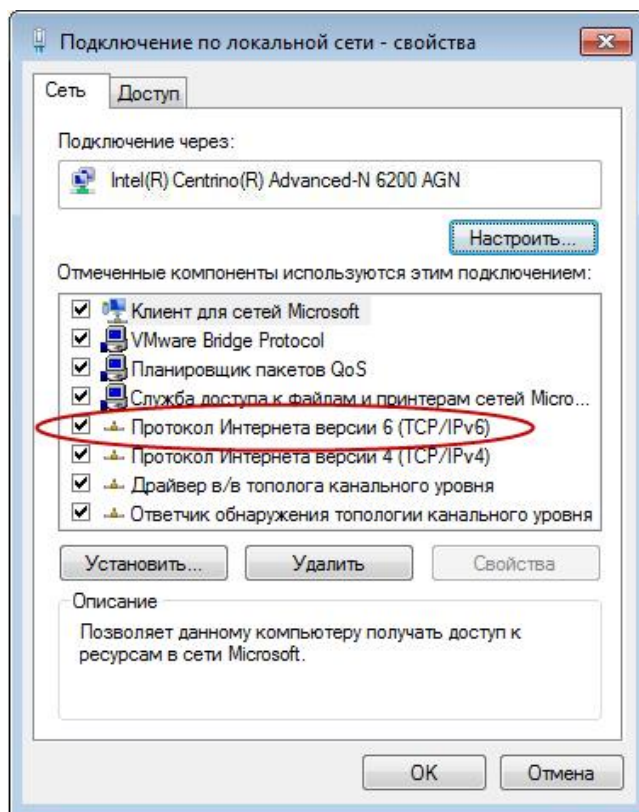 Подключение по локальной сети - свойства
Сеть
Доступ
Подключение через:
Intel(R) Centrino(R) Advanced-N 6200 AGN
Настроить...
Отмеченные компоненты используются этим подключением:
Клиент для сетей Microsoft
VMware Bridge Protocol
Планировщик пакетов QoS
Служба доступа к файлам и принтерам сетей Micro...
Протокол Интернета версии 6 (TCP/IPv6)
Протокол Интернета версии 4 (TCP/IPv4)
Драйвер в/в тополога канального уровня
Ответчик обнаружения топологии канального уровня
Установить...
Удалить
Свойства
Описание
Позволяет данному компьютеру получать доступ к
ресурсам в сети Microsoft.
OK
Отмена